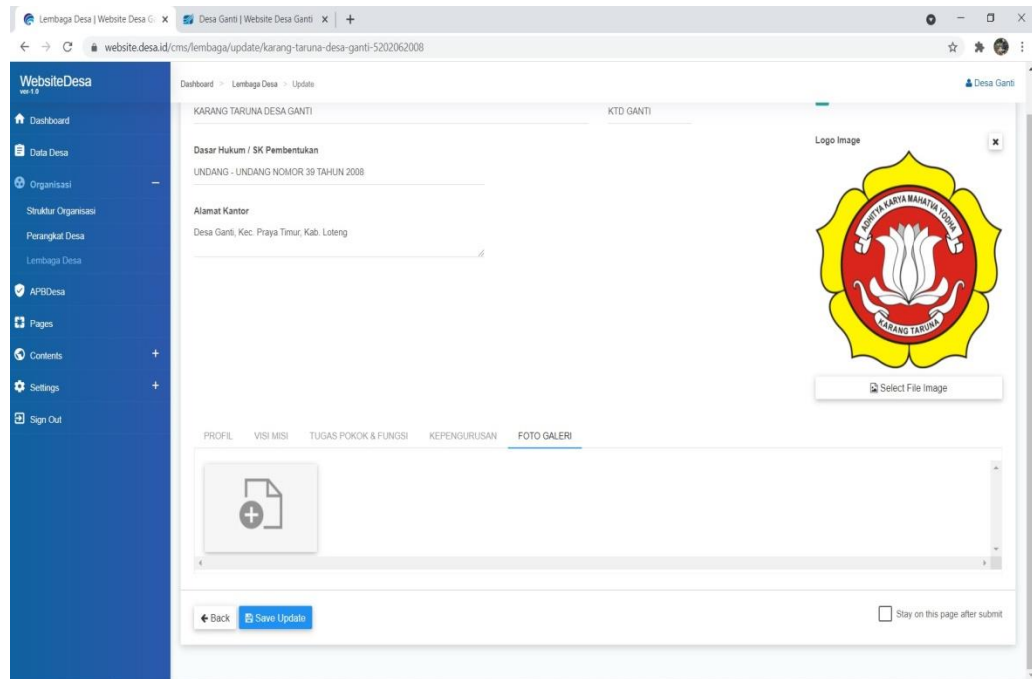 Lembaga Desa | Website Desa G
Desa Ganti | Website Desa Ganti
website.desa.id/cms/lembaga/update/karang-taruna-desa-ganti-5202062008
WebsiteDesa
ver-1.0
Dashboard > Lembaga Desa > Update
Desa Ganti
Dashboard
Data Desa
Organisasi
Struktur Organisasi
Perangkat Desa
Lembaga Desa
APBDesa
Pages
Contents
Settings
Sign Out
KARANG TARUNA DESA GANTI
KTD GANTI
Dasar Hukum / SK Pembentukan
UNDANG - UNDANG NOMOR 39 TAHUN 2008
Alamat Kantor
Desa Ganti, Kec. Praya Timur, Kab. Loteng
Logo Image
ADHITYA KARYA MAHATVA YODHA
KARANG TARUNA
Select File Image
PROFIL VISI MISI TUGAS POKOK & FUNGSI KEPENGURUSAN FOTO GALERI
Back Save Update
Stay on this page after submit